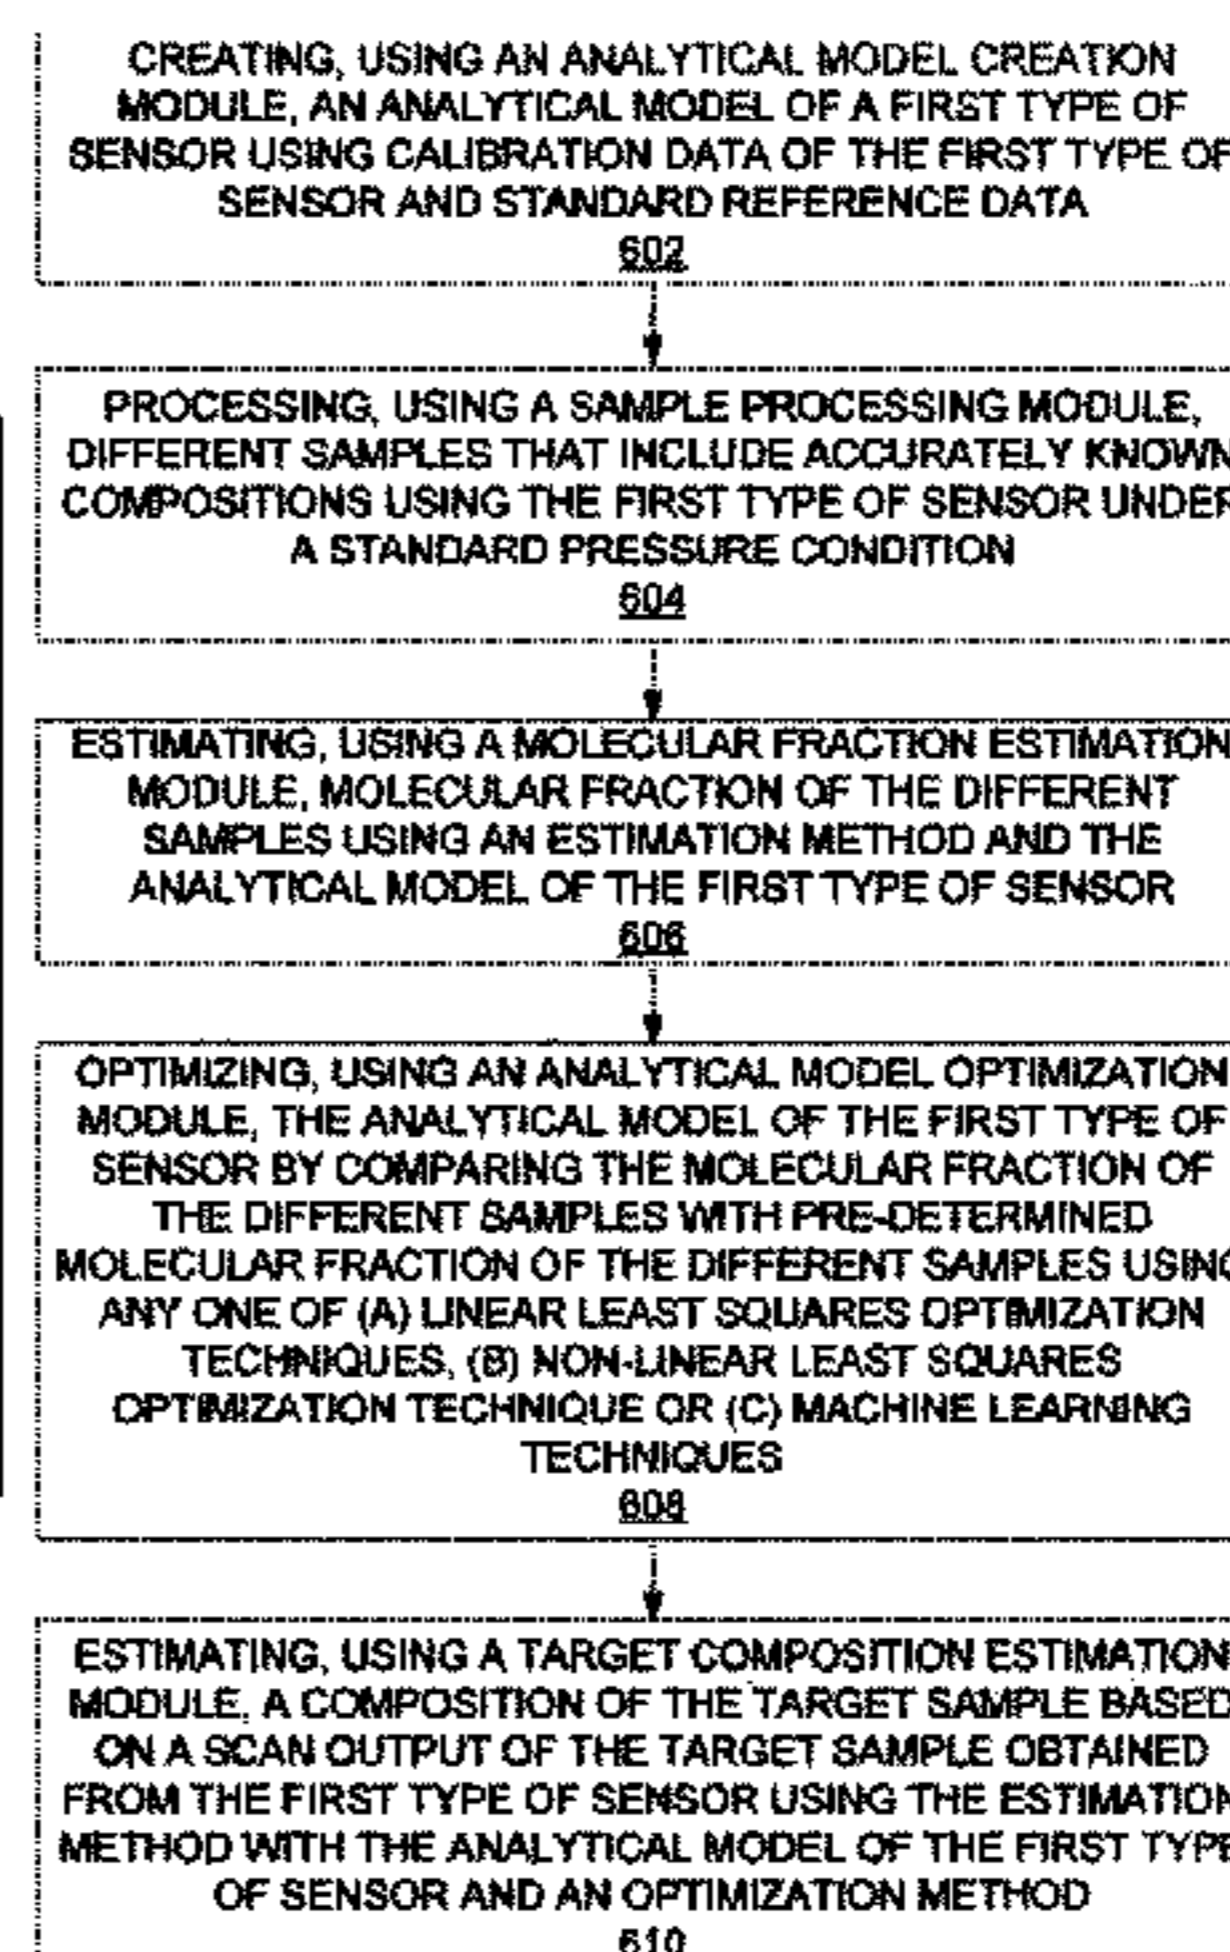 CREATING, USING AN ANALYTICAL MODEL CREATION
MODULE, AN ANALYTICAL MODEL OF A FIRST TYPE OF
SENSOR USING CALIBRATION DATA OF THE FIRST TYPE OF
SENSOR AND STANDARD REFERENCE DATA
602
PROCESSING, USING A SAMPLE PROCESSING MODULE,
DIFFERENT SAMPLES THAT INCLUDE ACCURATELY KNOWN
COMPOSITIONS USING THE FIRST TYPE OF SENSOR UNDER
A STANDARD PRESSURE CONDITION
604
ESTIMATING, USING A MOLECULAR FRACTION ESTIMATION
MODULE, MOLECULAR FRACTION OF THE DIFFERENT
SAMPLES USING AN ESTIMATION METHOD AND THE
ANALYTICAL MODEL OF THE FIRST TYPE OF SENSOR
606
OPTIMIZING, USING AN ANALYTICAL MODEL OPTIMIZATION
MODULE, THE ANALYTICAL MODEL OF THE FIRST TYPE OF
SENSOR BY COMPARING THE MOLECULAR FRACTION OF
THE DIFFERENT SAMPLES WITH PRE-DETERMINED
MOLECULAR FRACTION OF THE DIFFERENT SAMPLES USING
ANY ONE OF (A) LINEAR LEAST SQUARES OPTIMIZATION
TECHNIQUES, (B) NON-LINEAR LEAST SQUARES
OPTIMIZATION TECHNIQUE OR (C) MACHINE LEARNING
TECHNIQUES
608
ESTIMATING, USING A TARGET COMPOSITION ESTIMATION
MODULE, A COMPOSITION OF THE TARGET SAMPLE BASED
ON A SCAN OUTPUT OF THE TARGET SAMPLE OBTAINED
FROM THE FIRST TYPE OF SENSOR USING THE ESTIMATION
METHOD WITH THE ANALYTICAL MODEL OF THE FIRST TYPE
OF SENSOR AND AN OPTIMIZATION METHOD
610